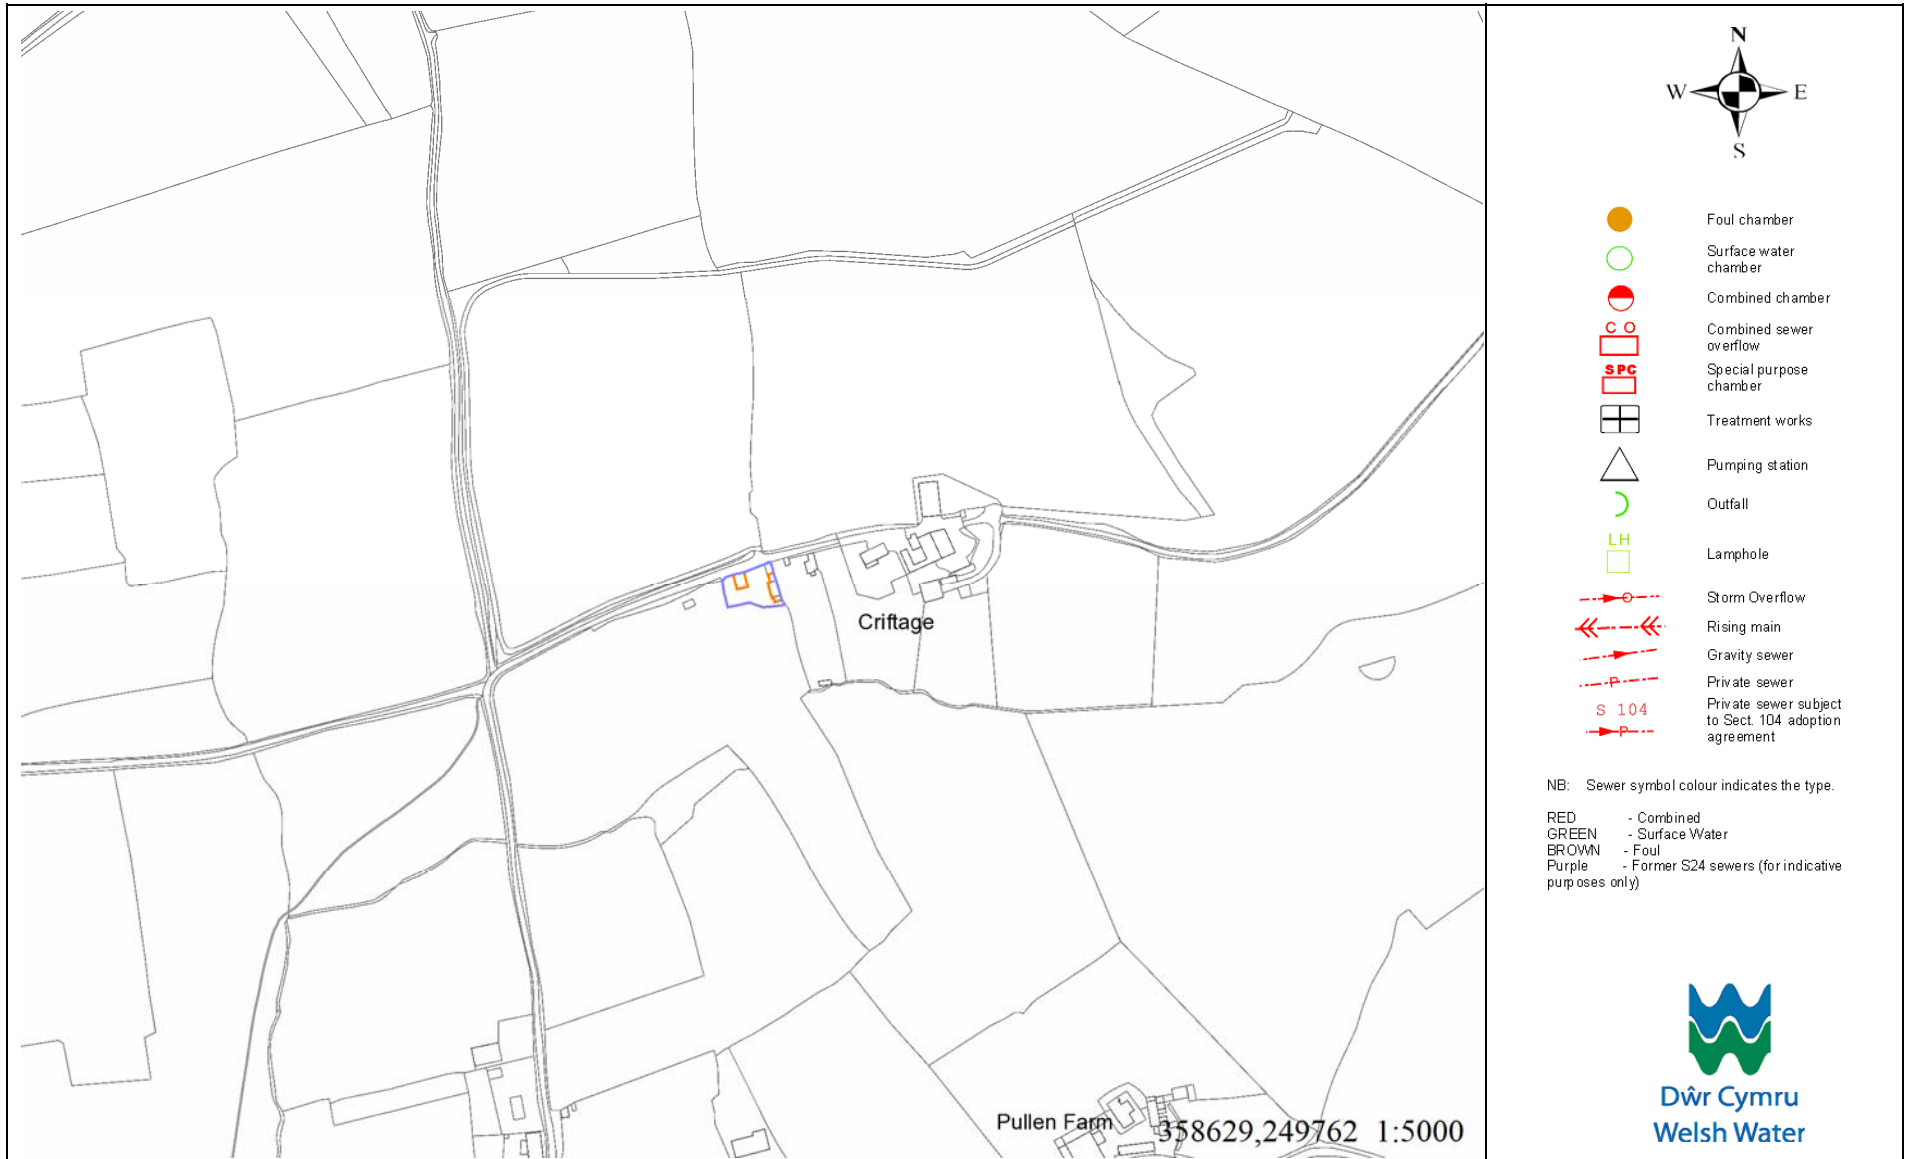 Criftage
Pullen Farm
358629,249762 1:5000
N
W E
S
Foul chamber
Surface water
chamber
Combined chamber
C O
Combined sewer
overflow
SPC
Special purpose
chamber
Treatment works
Pumping station
Outfall
LH
Lamphole
Storm Overflow
Rising main
Gravity sewer
P
Private sewer
S 104
P
Private sewer subject
to Sect. 104 adoption
agreement
NB: Sewer symbol colour indicates the type.
RED - Combined
GREEN - Surface Water
BROWN - Foul
Purple - Former S24 sewers (for indicative
purposes only)
Dŵr Cymru
Welsh Water